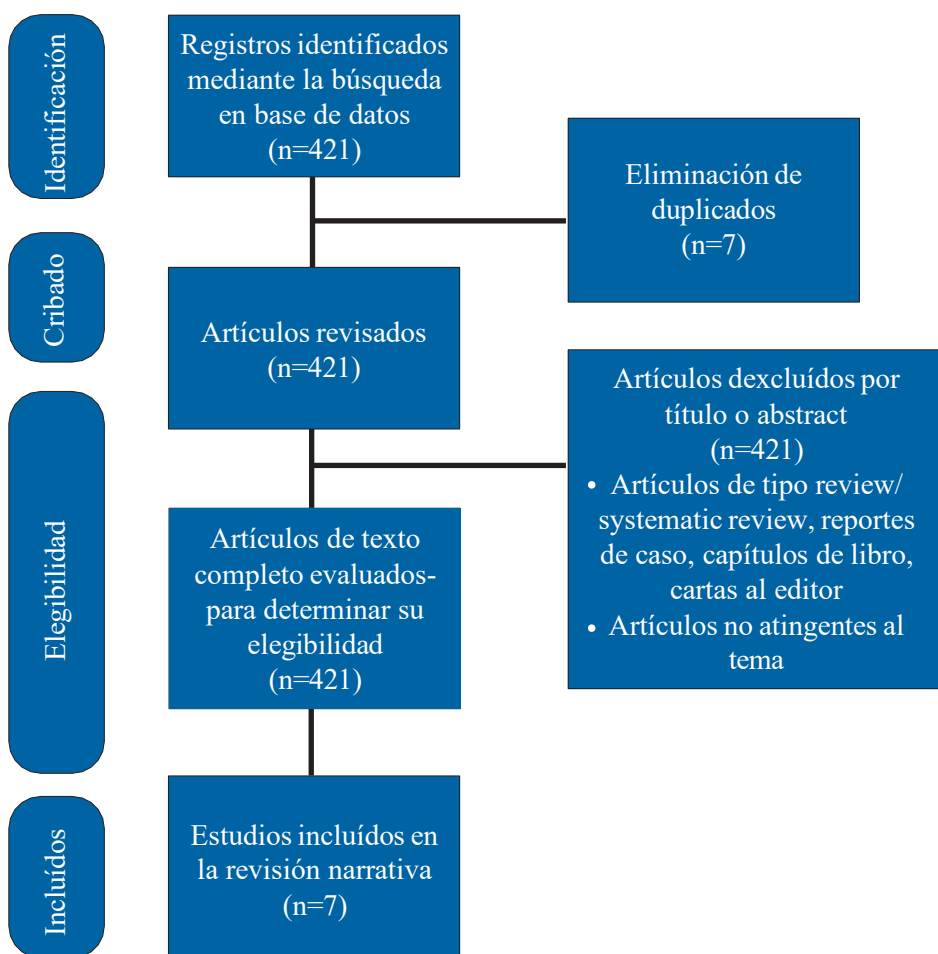 Identificación
Registros identificados
mediante la búsqueda
en base de datos
(n=421)
Eliminación de
duplicados
(n=7)
Cribado
Artículos revisados
(n=421)
Artículos dexcluídos por
título o abstract
(n=421)
• Artículos de tipo review/
systematic review, reportes
de caso, capítulos de libro,
cartas al editor
• Artículos no atingentes al
tema
Elegibilidad
Artículos de texto
completo evaluados-
para determinar su
elegibilidad
(n=421)
Incluídos
Estudios incluídos en
la revisión narrativa
(n=7)